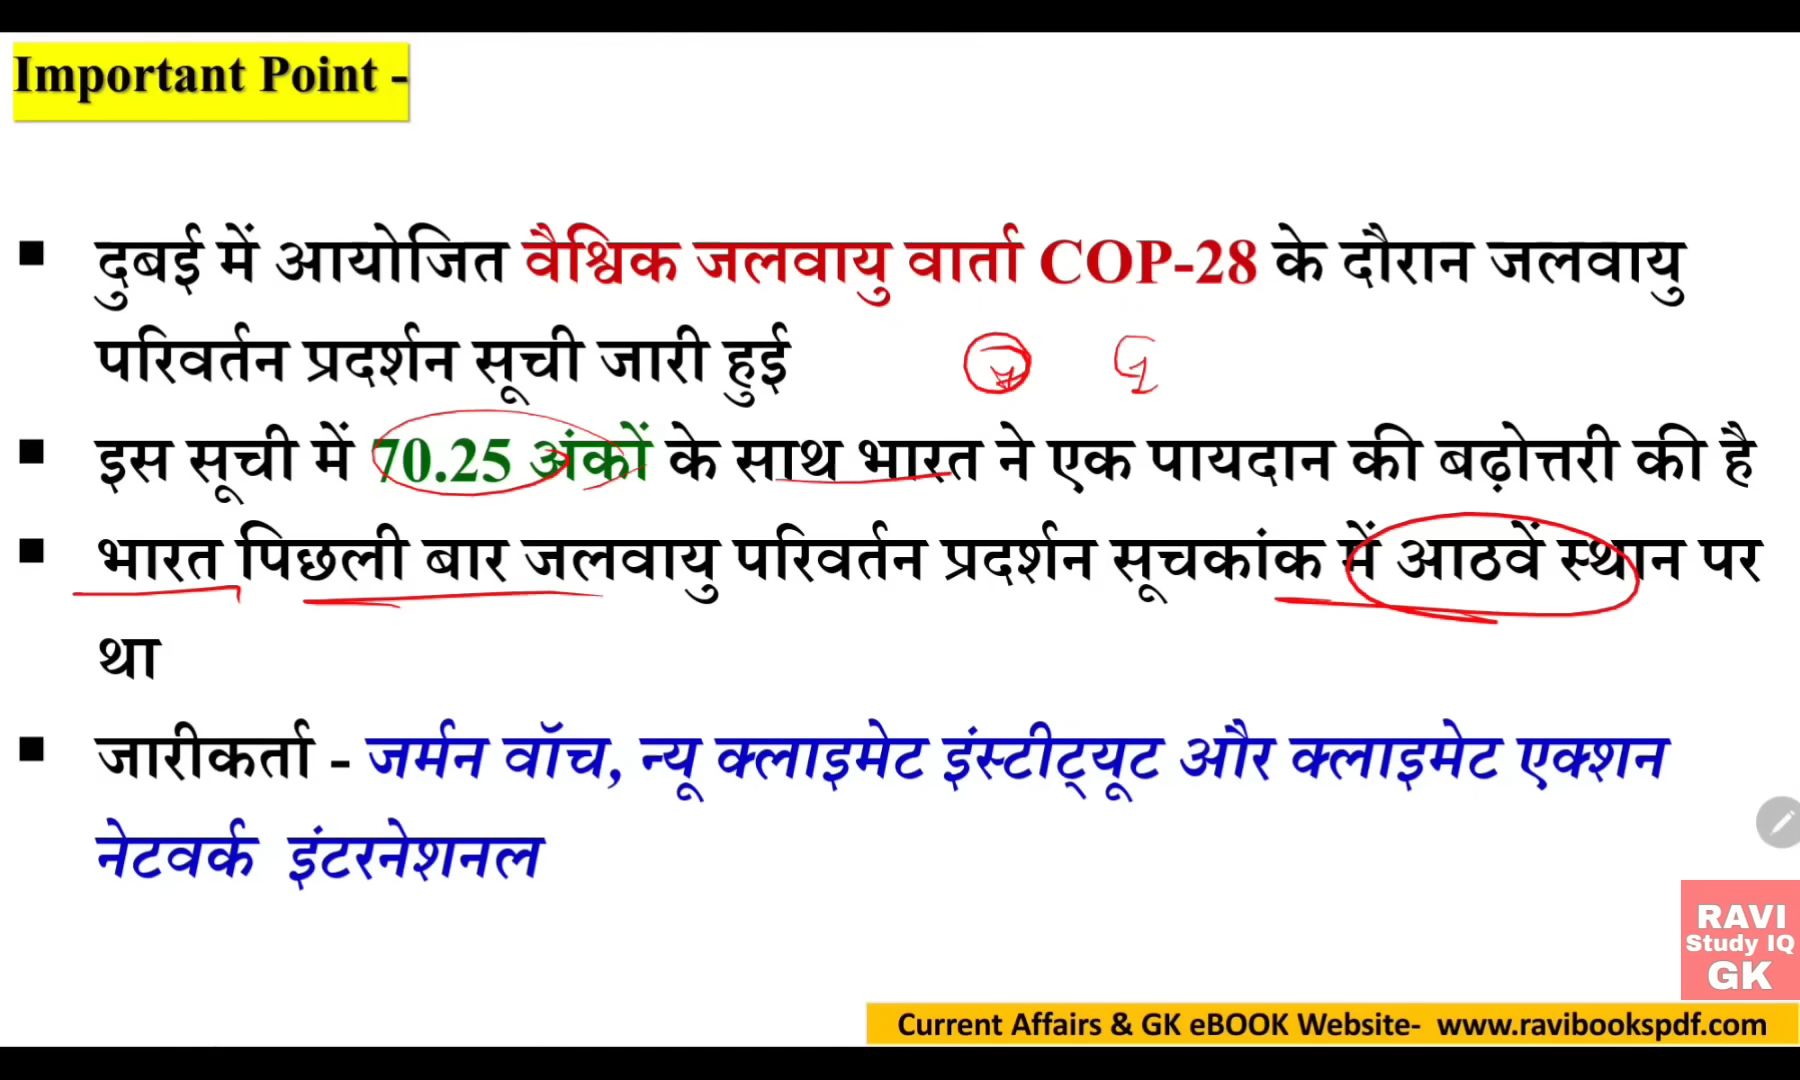 Important Point -
दुबई में आयोजित वैश्विक जलवायु वार्ता COP-28 के दौरान जलवायु
परिवर्तन प्रदर्शन सूची जारी हुई
इस सूची में 70.25 अंकों के साथ भारत ने एक पायदान की बढ़ोत्तरी की है
भारत पिछली बार जलवायु परिवर्तन प्रदर्शन सूचकांक में आठवें स्थान पर
था
जारीकर्ता - जर्मन वॉच, न्यू क्लाइमेट इंस्टीट्यूट और क्लाइमेट एक्शन
नेटवर्क इंटरनेशनल
RAVI
Study IQ
GK
Current Affairs & GK eBOOK Website- www.ravibookspdf.com